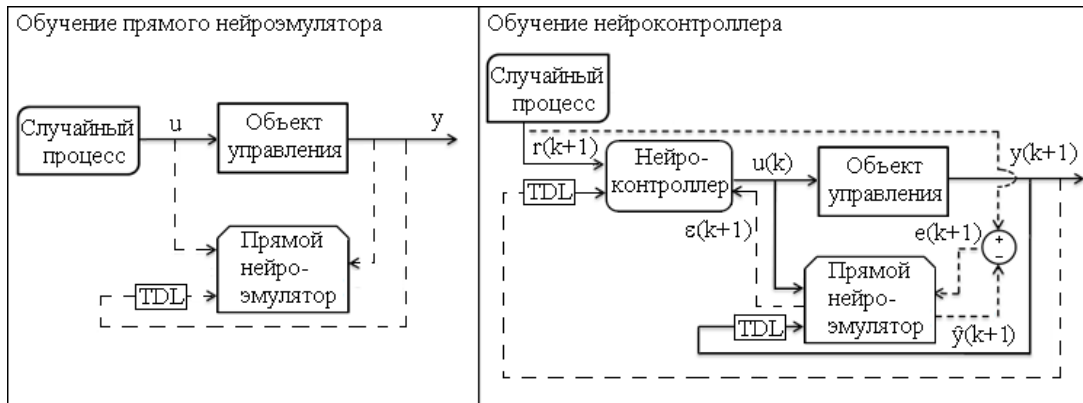 Обучение прямого нейроэмулятора
Случайный
процесс
u
Объект
управления
y
Прямой
нейро-
эмулятор
TDL
Обучение нейроконтроллера
Случайный
процесс
r(k+1)
Нейро-
контроллер
TDL
u(k)
Объект
управления
y(k+1)
ε(k+1)
e(k+1)
+
-
Прямой
нейро-
эмулятор
TDL
ŷ(k+1)